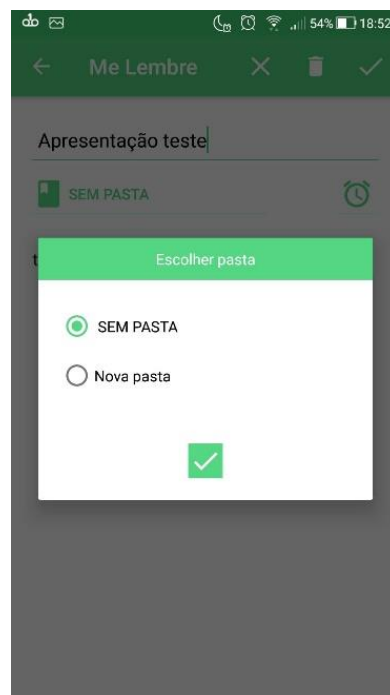 54% 18:52
Me Lembre
Apresentação teste
SEM PASTA
t
Escolher pasta
SEM PASTA
Nova pasta